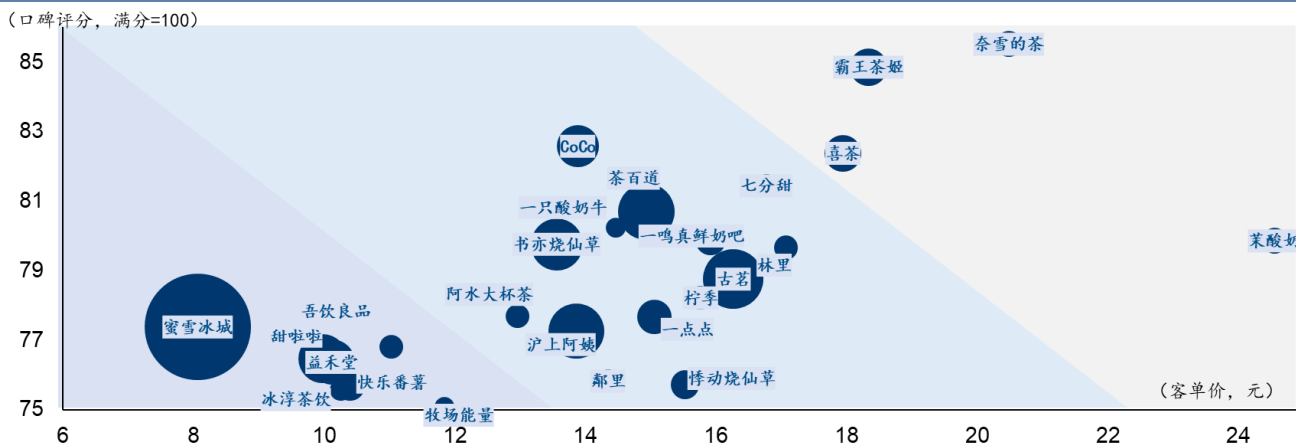 （口碑评分，满分=100）
85
奈雪的茶
霸王茶姬
83
CoCo
喜茶
茶百道
七分甜
81
一只酸奶牛
书亦烧仙草
一鸣真鲜奶吧
茉酸奶
79
林里
古茗
阿水大杯茶
柠季
吾饮良品
蜜雪冰城
甜啦啦
77
一点点
沪上阿姨
益禾堂
快乐番薯
鄰里
悸动烧仙草
（客单价，元）
冰淳茶饮
75
牧场能量
6
8
10
12
14
16
18
20
22
24